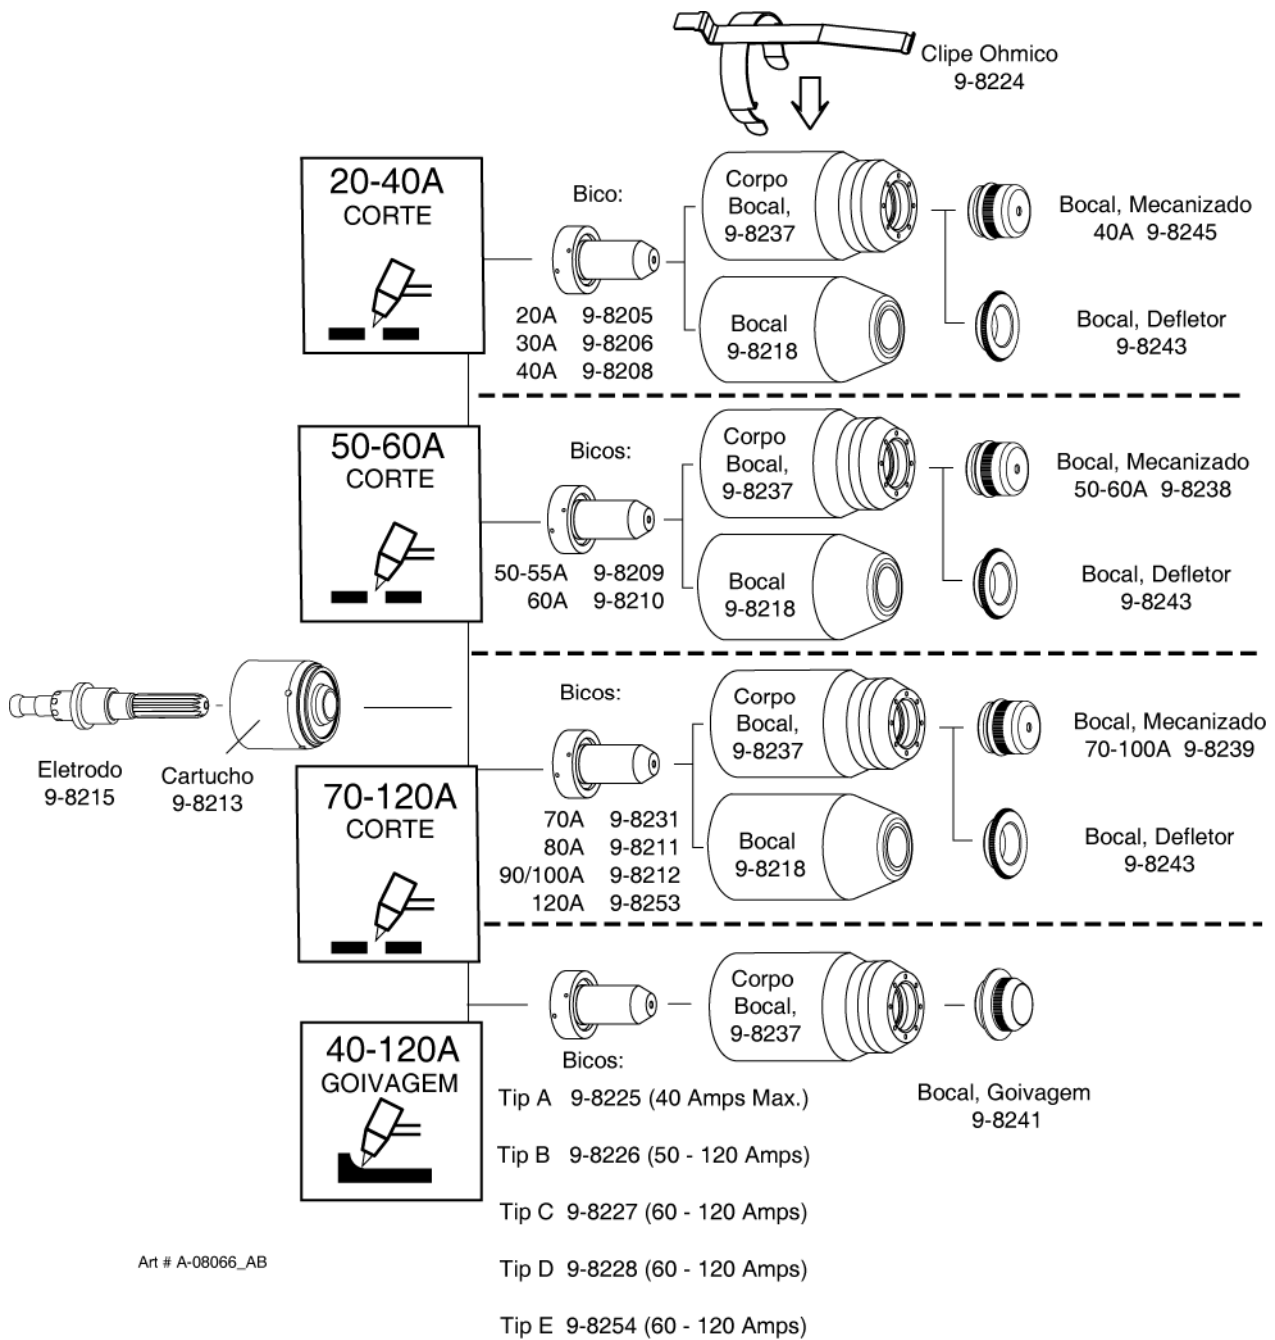 Clipe Ohmico
9-8224
20-40A
CORTE
Bico:
20A 9-8205
30A 9-8206
40A 9-8208
Corpo
Bocal,
9-8237
Bocal
9-8218
Bocal, Mecanizado
40A 9-8245
Bocal, Defletor
9-8243
50-60A
CORTE
Bicos:
50-55A 9-8209
60A 9-8210
Corpo
Bocal,
9-8237
Bocal
9-8218
Bocal, Mecanizado
50-60A 9-8238
Bocal, Defletor
9-8243
Eletrodo
9-8215
Cartucho
9-8213
70-120A
CORTE
Bicos:
70A 9-8231
80A 9-8211
90/100A 9-8212
120A 9-8253
Corpo
Bocal,
9-8237
Bocal
9-8218
Bocal, Mecanizado
70-100A 9-8239
Bocal, Defletor
9-8243
40-120A
GOIVAGEM
Bicos:
Tip A 9-8225 (40 Amps Max.)
Tip B 9-8226 (50 - 120 Amps)
Tip C 9-8227 (60 - 120 Amps)
Tip D 9-8228 (60 - 120 Amps)
Tip E 9-8254 (60 - 120 Amps)
Corpo
Bocal,
9-8237
Bocal, Goivagem
9-8241
Art # A-08066_AB